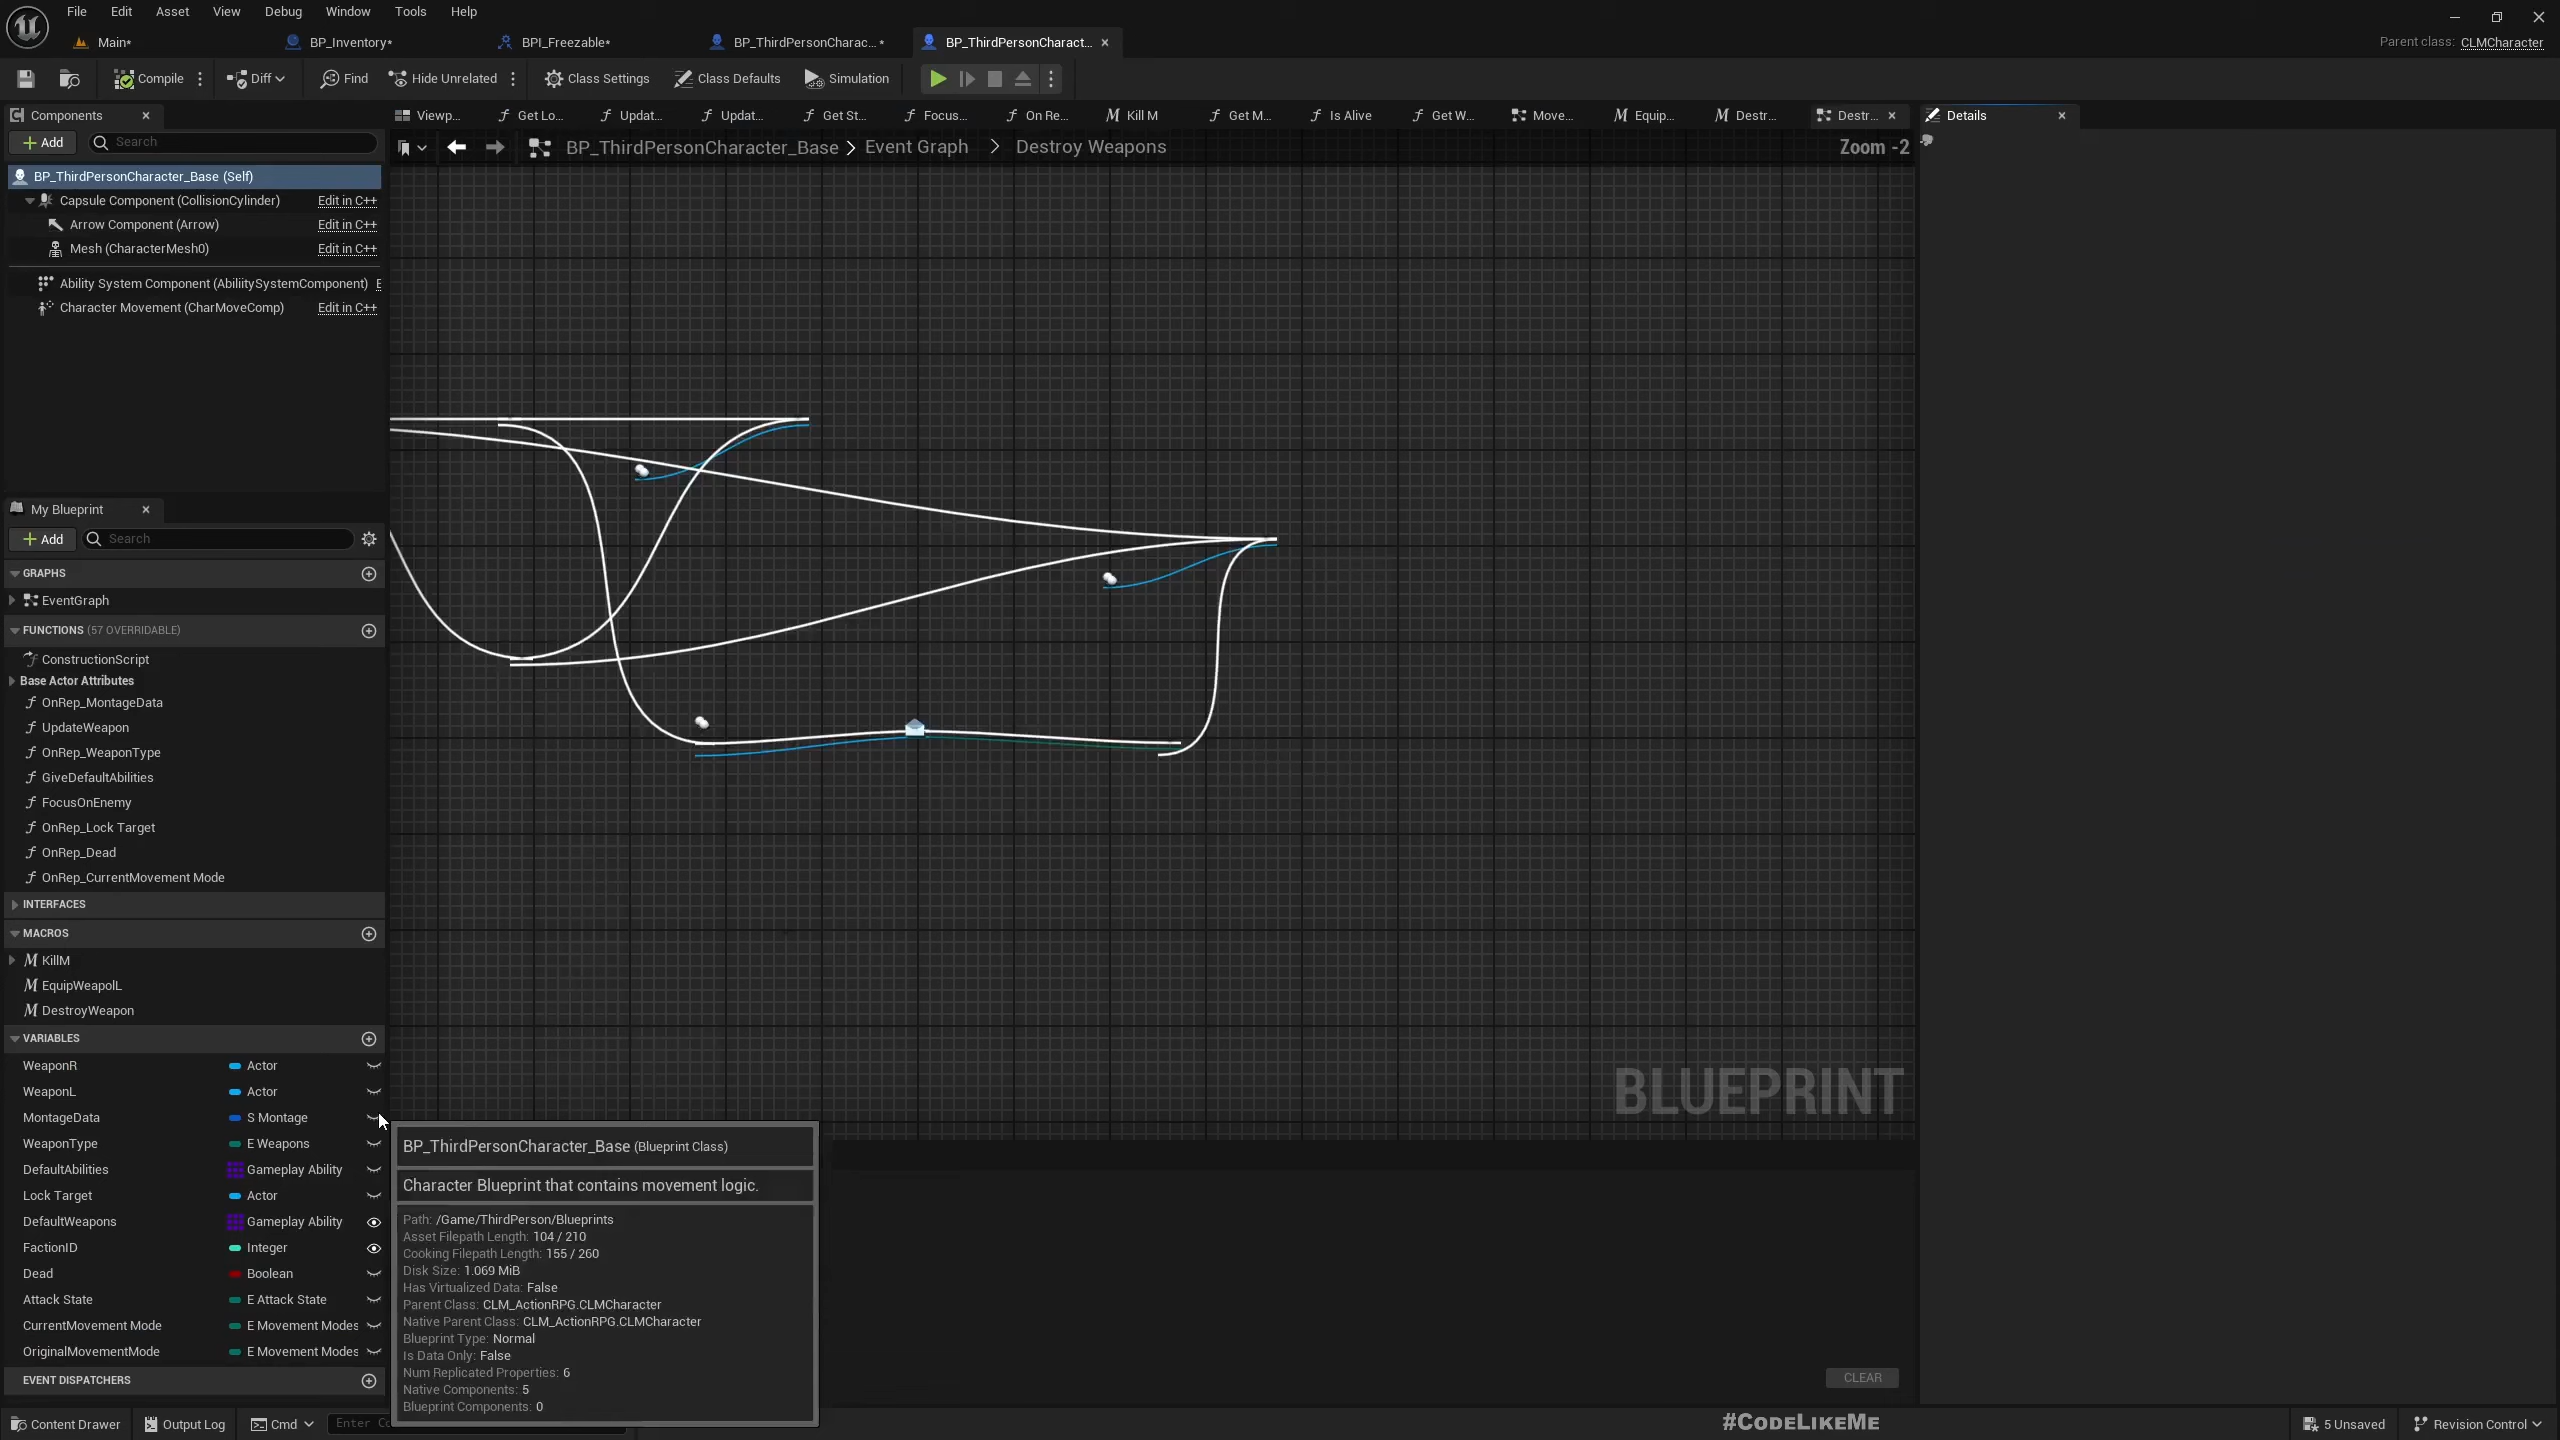 File Edit Asset View Debug Window Tools Help
Main* BP_Inventory* BPI_Freezable* BP_ThirdPersonCharac... * BP_ThirdPersonCharact... Parent class: CLMCharacter
Compile Diff Find Hide Unrelated Class Settings Class Defaults Simulation
Components Viewp... Get Lo... Updat... Updat... Get St... Focus... On Re... Kill M Get M... Is Alive Get W... Move... Equip... Destr... Destr... Details
Add Search
BP_ThirdPersonCharacter_Base > Event Graph > Destroy Weapons Zoom -2
BP_ThirdPersonCharacter_Base (Self)
Capsule Component (CollisionCylinder) Edit in C++
Arrow Component (Arrow) Edit in C++
Mesh (CharacterMesh0) Edit in C++
Ability System Component (AbiliitySystemComponent) E
Character Movement (CharMoveComp) Edit in C++
My Blueprint
Add Search
GRAPHS
EventGraph
FUNCTIONS (57 OVERRIDABLE)
ConstructionScript
Base Actor Attributes
OnRep_MontageData
UpdateWeapon
OnRep_WeaponType
GiveDefaultAbilities
FocusOnEnemy
OnRep_Lock Target
OnRep_Dead
OnRep_CurrentMovement Mode
INTERFACES
MACROS
KillM
EquipWeapolL
DestroyWeapon
VARIABLES
WeaponR Actor
WeaponL Actor
MontageData S Montage
WeaponType E Weapons
DefaultAbilities Gameplay Ability
Lock Target Actor
DefaultWeapons Gameplay Ability
FactionID Integer
Dead Boolean
Attack State E Attack State
CurrentMovement Mode E Movement Modes
OriginalMovementMode E Movement Modes
EVENT DISPATCHERS
BLUEPRINT
BP_ThirdPersonCharacter_Base (Blueprint Class)
Character Blueprint that contains movement logic.
Path: /Game/ThirdPerson/Blueprints
Asset Filepath Length: 104 / 210
Cooking Filepath Length: 155 / 260
Disk Size: 1.069 MiB
Has Virtualized Data: False
Parent Class: CLM_ActionRPG.CLMCharacter
Native Parent Class: CLM_ActionRPG.CLMCharacter
Blueprint Type: Normal
Is Data Only: False
Num Replicated Properties: 6
Native Components: 5
Blueprint Components: 0
CLEAR
Content Drawer Output Log Cmd Enter Co #CODELIKEME 5 Unsaved Revision Control